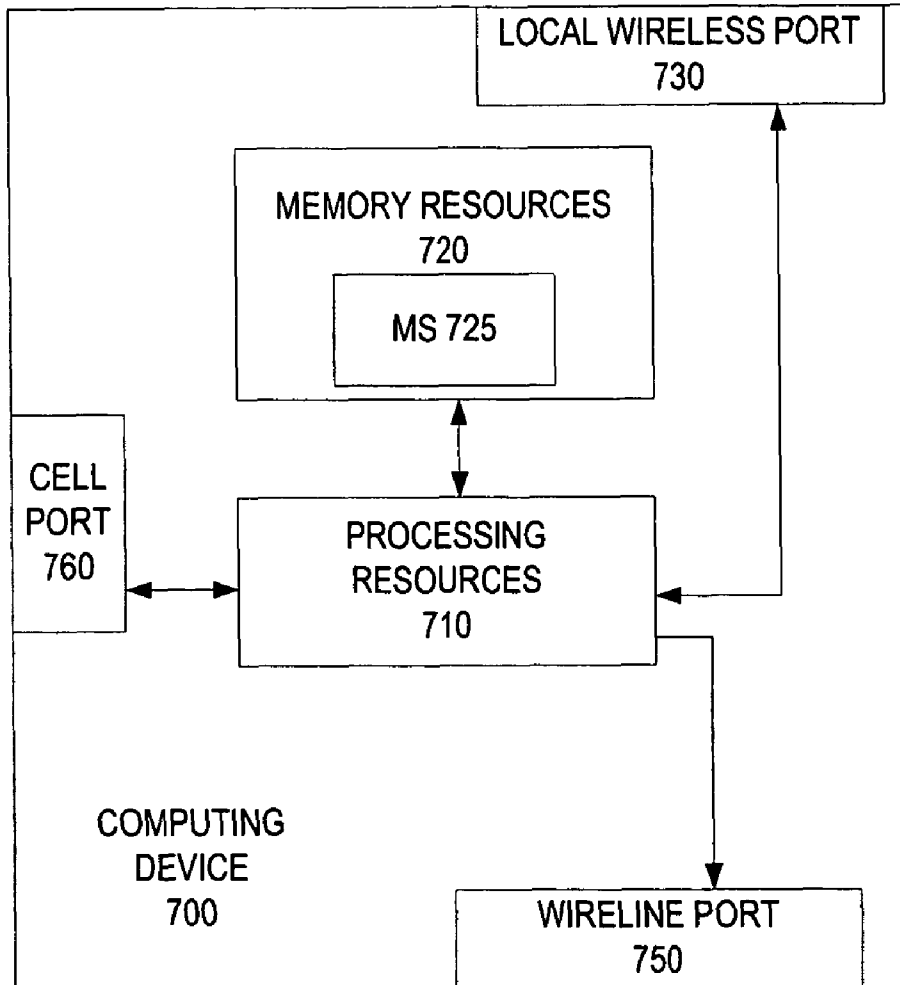 LOCAL WIRELESS PORT
730
MEMORY RESOURCES
720
MS 725
CELL
PORT
760
PROCESSING
RESOURCES
710
COMPUTING
DEVICE
700
WIRELINE PORT
750